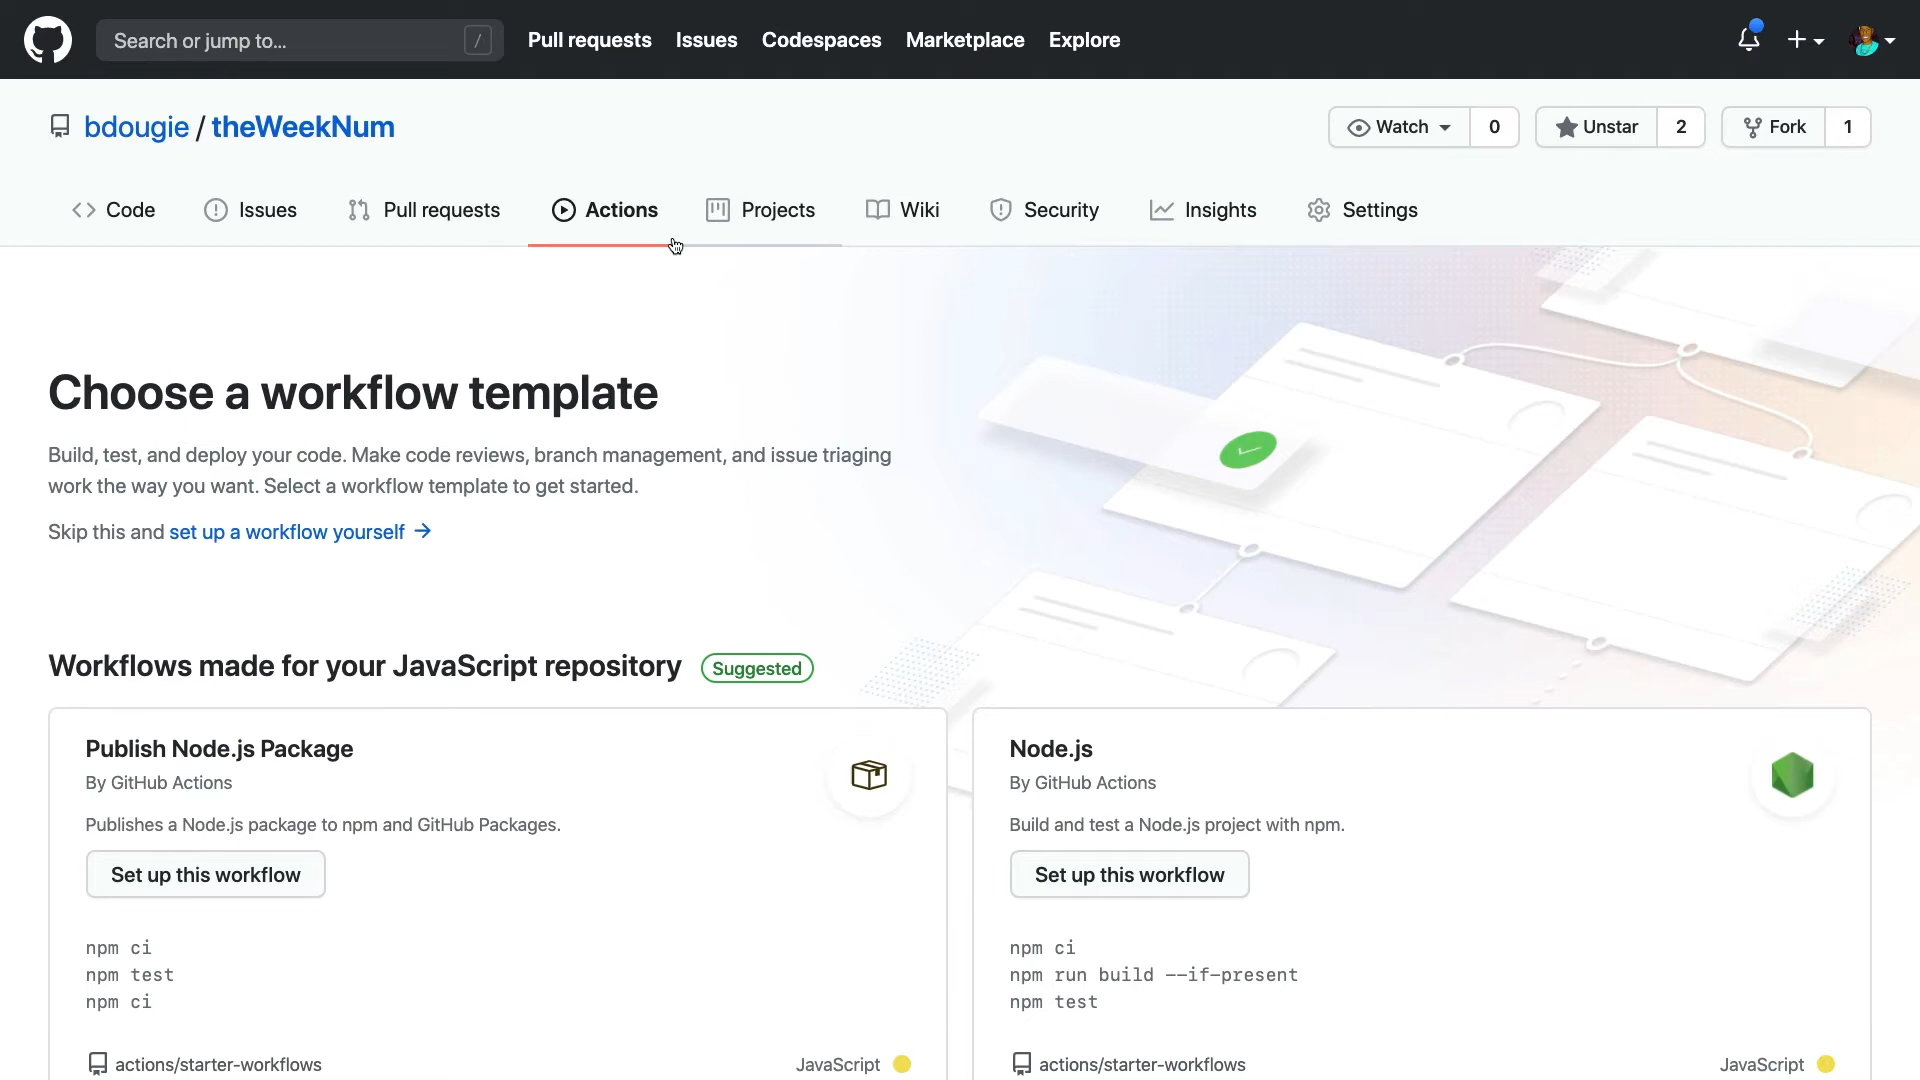 Search or jump to... /
Pull requests Issues Codespaces Marketplace Explore
bdougie / theWeekNum
Watch 0 Unstar 2 Fork 1
Code Issues Pull requests Actions Projects Wiki Security Insights Settings
Choose a workflow template
Build, test, and deploy your code. Make code reviews, branch management, and issue triaging
work the way you want. Select a workflow template to get started.
Skip this and set up a workflow yourself →
Workflows made for your JavaScript repository Suggested
Publish Node.js Package
By GitHub Actions
Publishes a Node.js package to npm and GitHub Packages.
Set up this workflow
npm ci
npm test
npm ci
actions/starter-workflows JavaScript
Node.js
By GitHub Actions
Build and test a Node.js project with npm.
Set up this workflow
npm ci
npm run build --if-present
npm test
actions/starter-workflows JavaScript